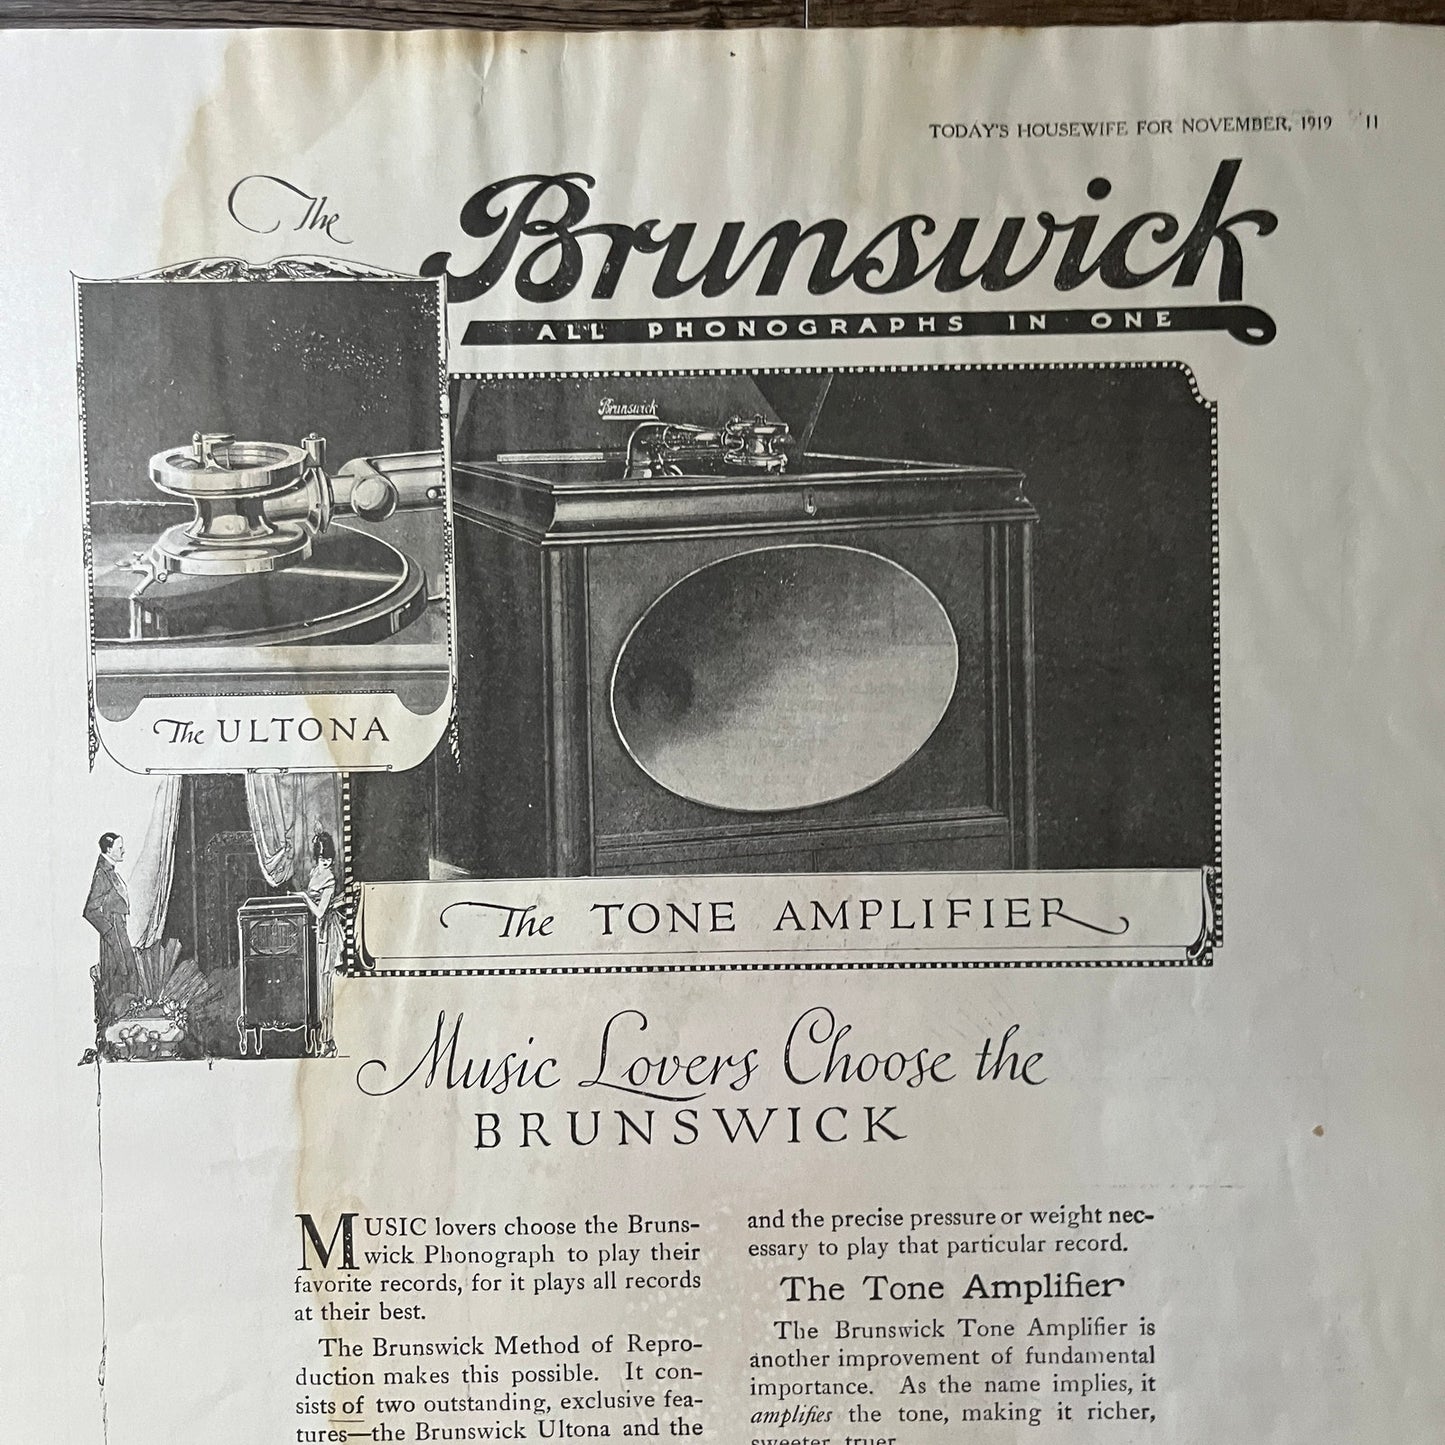 TODAY'S HOUSEWIFE FOR NOVEMBER, 1919 11
The Brunswick
ALL PHONOGRAPHS IN ONE
Brunswick
The ULTONA
The TONE AMPLIFIER
Music Lovers Choose the
BRUNSWICK
MUSIC lovers choose the Bruns-
wick Phonograph to play their
favorite records, for it plays all records
at their best.
The Brunswick Method of Repro-
duction makes this possible. It con-
sists of two outstanding, exclusive fea-
tures—the Brunswick Ultona and the
and the precise pressure or weight nec-
essary to play that particular record.
The Tone Amplifier
The Brunswick Tone Amplifier is
another improvement of fundamental
importance. As the name implies, it
amplifies the tone, making it richer,
sweeter, truer